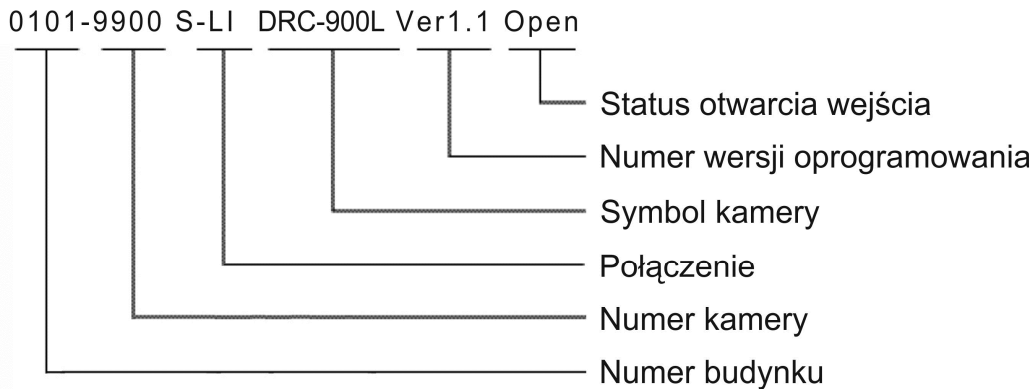 0101-9900 S-LI DRC-900L Ver1.1 Open
Status otwarcia wejścia
Numer wersji oprogramowania
Symbol kamery
Połączenie
Numer kamery
Numer budynku